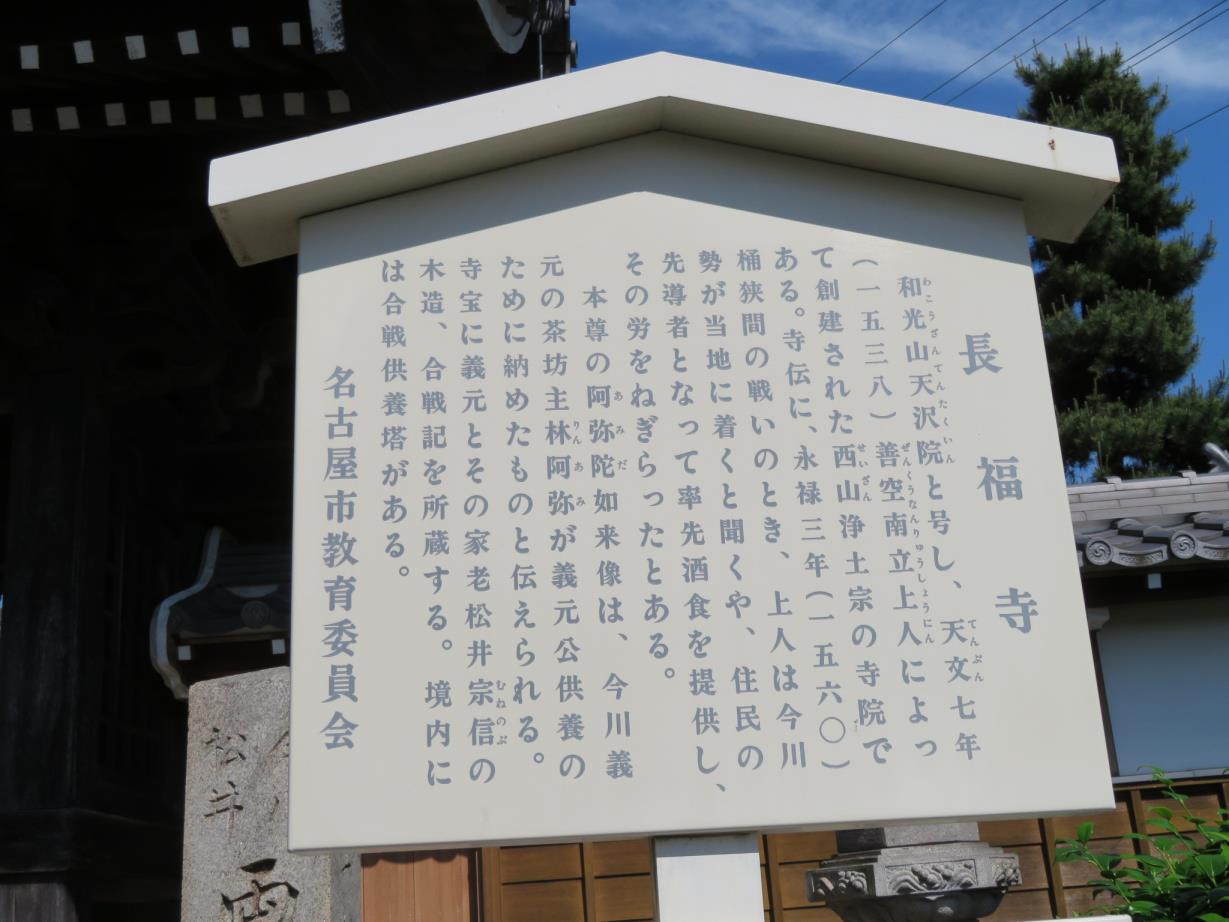 長福寺
和光山天沢院と号し、天文七年
(一五三八)善空南立上人によっ
て創建された西山浄土宗の寺院で
ある。寺伝に、永禄三年(一五六〇)
桶狭間の戦いのとき、上人は今川
勢が当地に着くと聞くや、住民の
先導者となって率先酒食を提供し、
その労をねぎらったとある。
本尊の阿弥陀如来像は、今川義
元の茶坊主林阿弥が義元公供養の
ために納めたものと伝えられる。
寺宝に義元とその家老松井宗信の
木造、合戦記を所蔵する。境内に
は合戦供養塔がある。
名古屋市教育委員会
松井